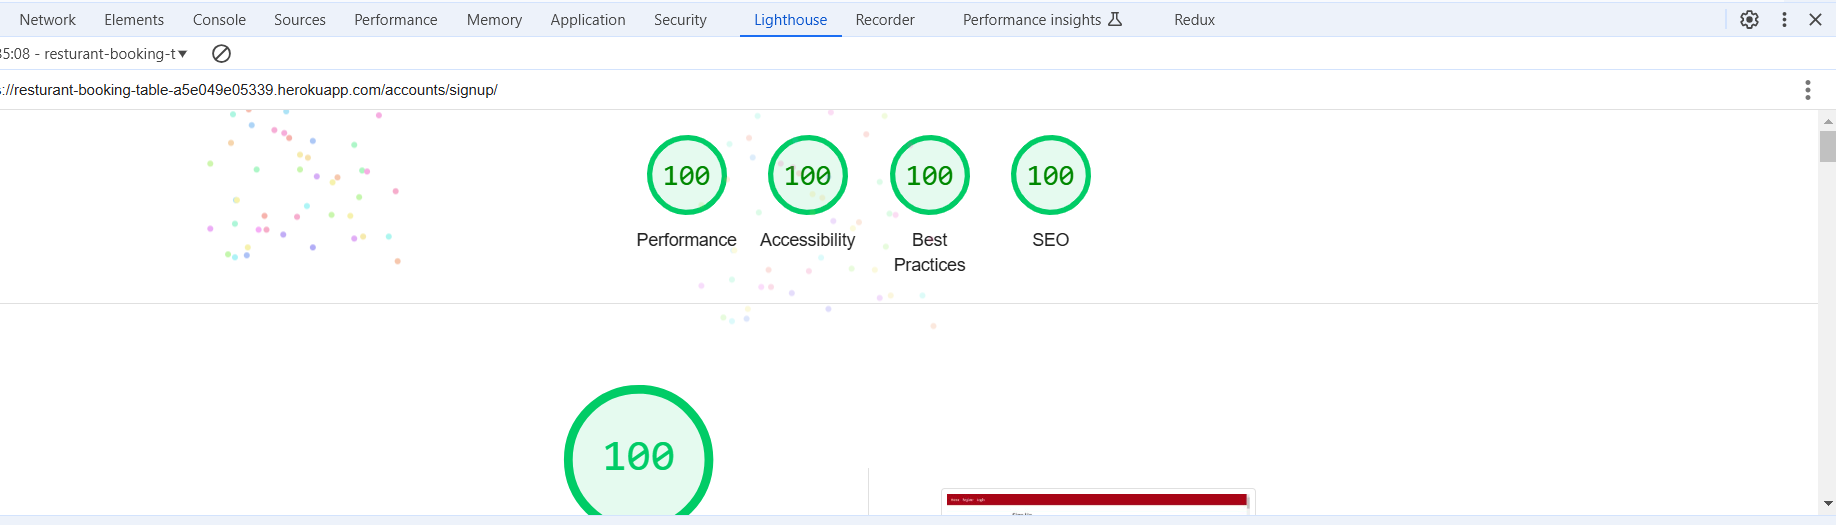 Network Elements Console Sources Performance Memory Application Security Lighthouse Recorder Performance insights Redux
35:08 - resturant-booking-t
://resturant-booking-table-a5e049e05339.herokuapp.com/accounts/signup/
100 100 100 100
Performance Accessibility Best Practices SEO
100